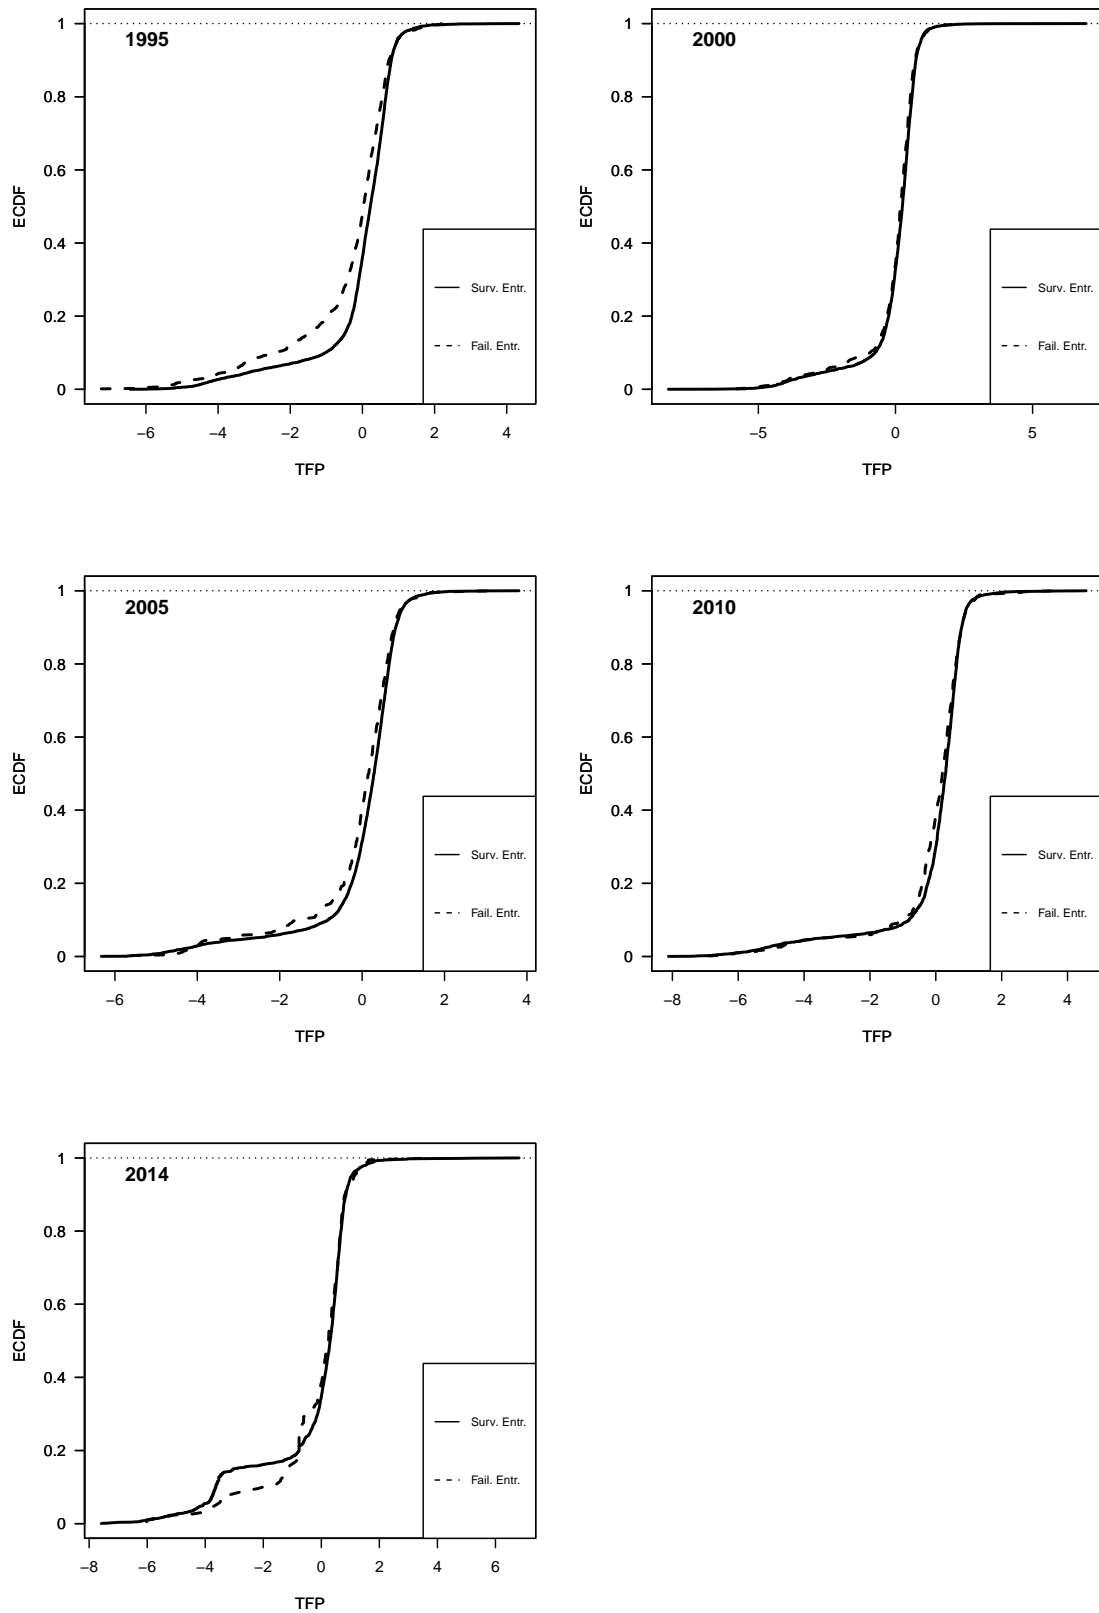 1995
ECDF
1
0.8
0.6
0.4
0.2
0
−6 −4 −2 0 2 4
TFP
Surv. Entr.
Fail. Entr.
2000
ECDF
1
0.8
0.6
0.4
0.2
0
−5 0 5
TFP
Surv. Entr.
Fail. Entr.
2005
ECDF
1
0.8
0.6
0.4
0.2
0
−6 −4 −2 0 2 4
TFP
Surv. Entr.
Fail. Entr.
2010
ECDF
1
0.8
0.6
0.4
0.2
0
−8 −6 −4 −2 0 2 4
TFP
Surv. Entr.
Fail. Entr.
2014
ECDF
1
0.8
0.6
0.4
0.2
0
−8 −6 −4 −2 0 2 4 6
TFP
Surv. Entr.
Fail. Entr.